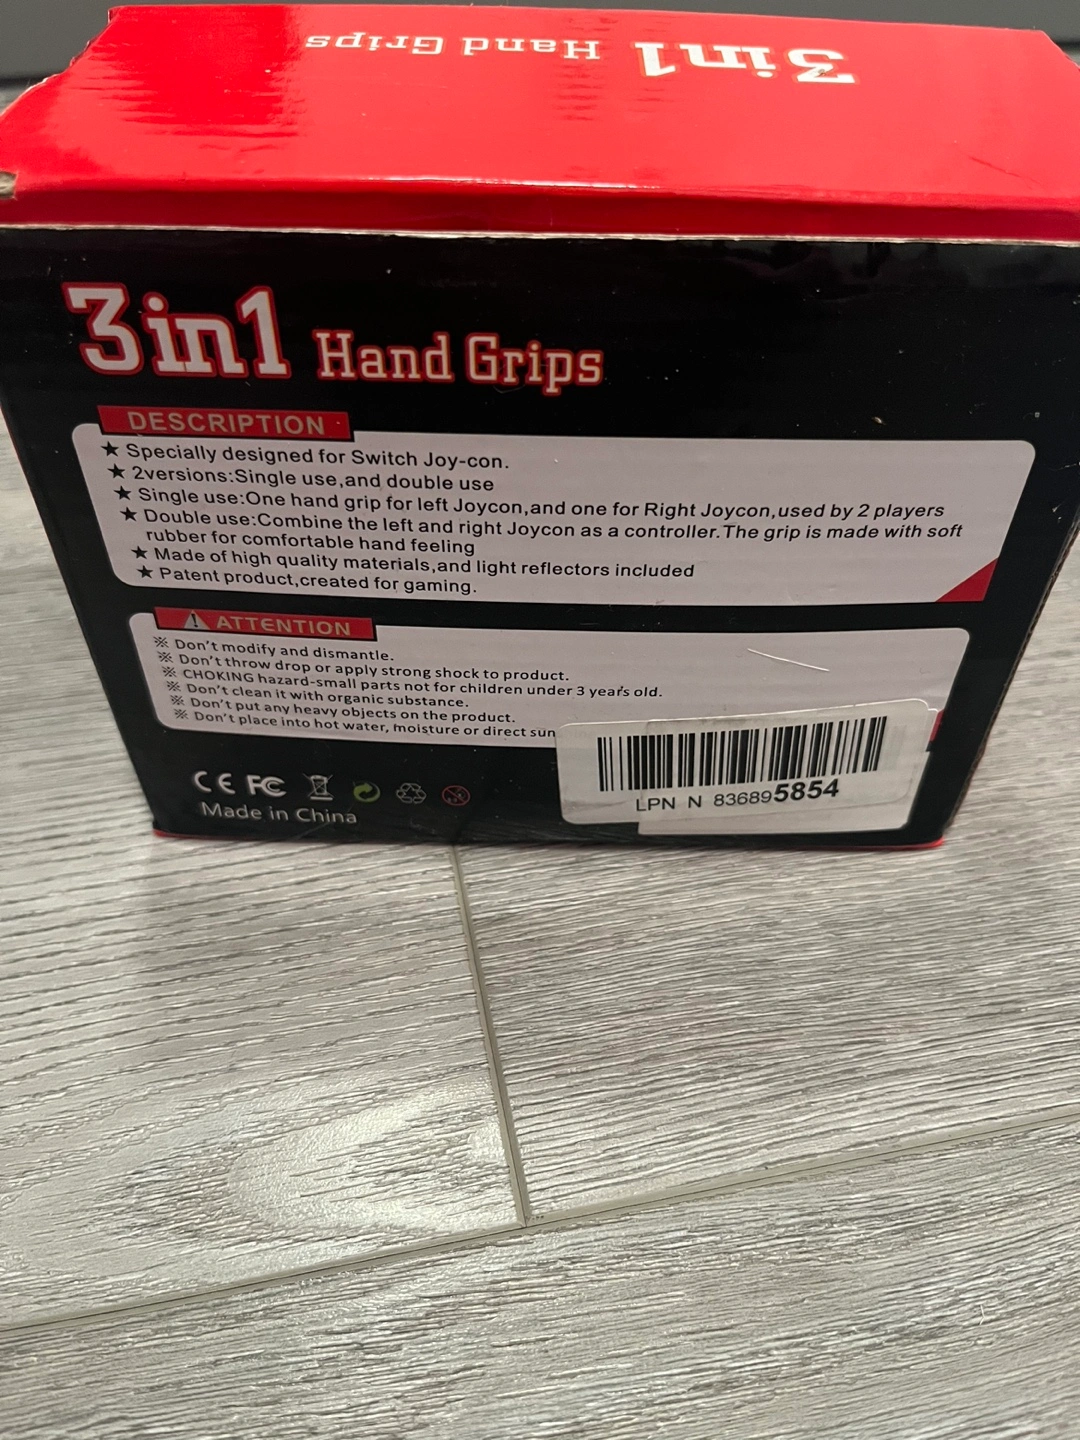 3in1 Hand Grips
3in1 Hand Grips
DESCRIPTION
★ Specially designed for Switch Joy-con.
★ 2versions:Single use,and double use
★ Single use:One hand grip for left Joycon,and one for Right Joycon,used by 2 players
★ Double use:Combine the left and right Joycon as a controller.The grip is made with soft
rubber for comfortable hand feeling
★ Made of high quality materials,and light reflectors included
★ Patent product,created for gaming.
ATTENTION
※ Don't modify and dismantle.
※ Don't throw drop or apply strong shock to product.
※ CHOKING hazard-small parts not for children under 3 year's old.
※ Don't clean it with organic substance.
※ Don't put any heavy objects on the product.
※ Don't place into hot water, moisture or direct sun
CE FC
Made in China
LPN N 836895854